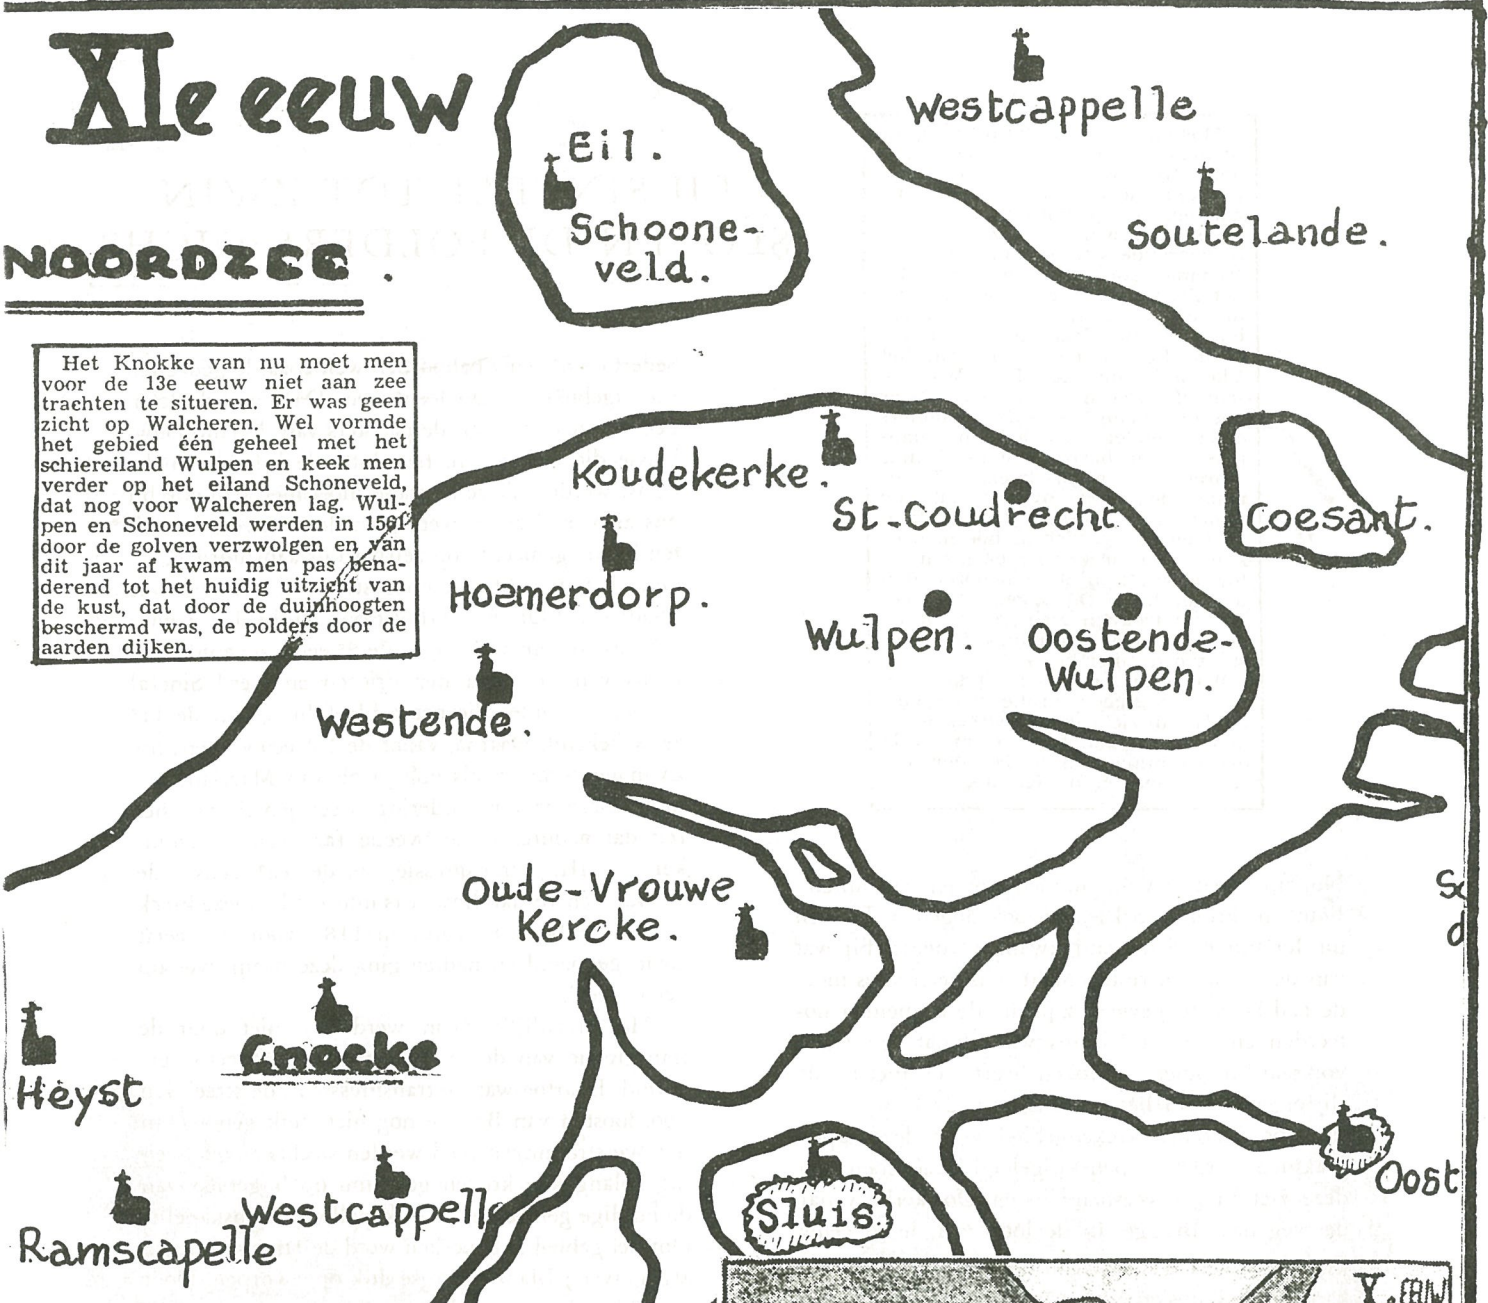 XIe eeuw
Westcappelle
Eil.
Schoone-
veld.
Soutelande.
NOORDZEE.
Het Knokke van nu moet men
voor de 13e eeuw niet aan zee
trachten te situeren. Er was geen
zicht op Walcheren. Wel vormde
het gebied één geheel met het
schiereiland Wulpen en keek men
verder op het eiland Schoneveld,
dat nog voor Walcheren lag. Wul-
pen en Schoneveld werden in 1561
door de golven verzwolgen en van
dit jaar af kwam men pas bena-
derend tot het huidig uitzicht van
de kust, dat door de duinhoogten
beschermd was, de polders door de
aarden dijken.
Koudekerke.
St-Coudrecht
Coesant.
Hoemerdorp.
Wulpen.
Oostende-
Wulpen.
Westende.
Oude-Vrouwe
Kercke.
Cnocke
Heyst
Westcappelle
Ramscapelle
Sluis
Oost
X. EEUW